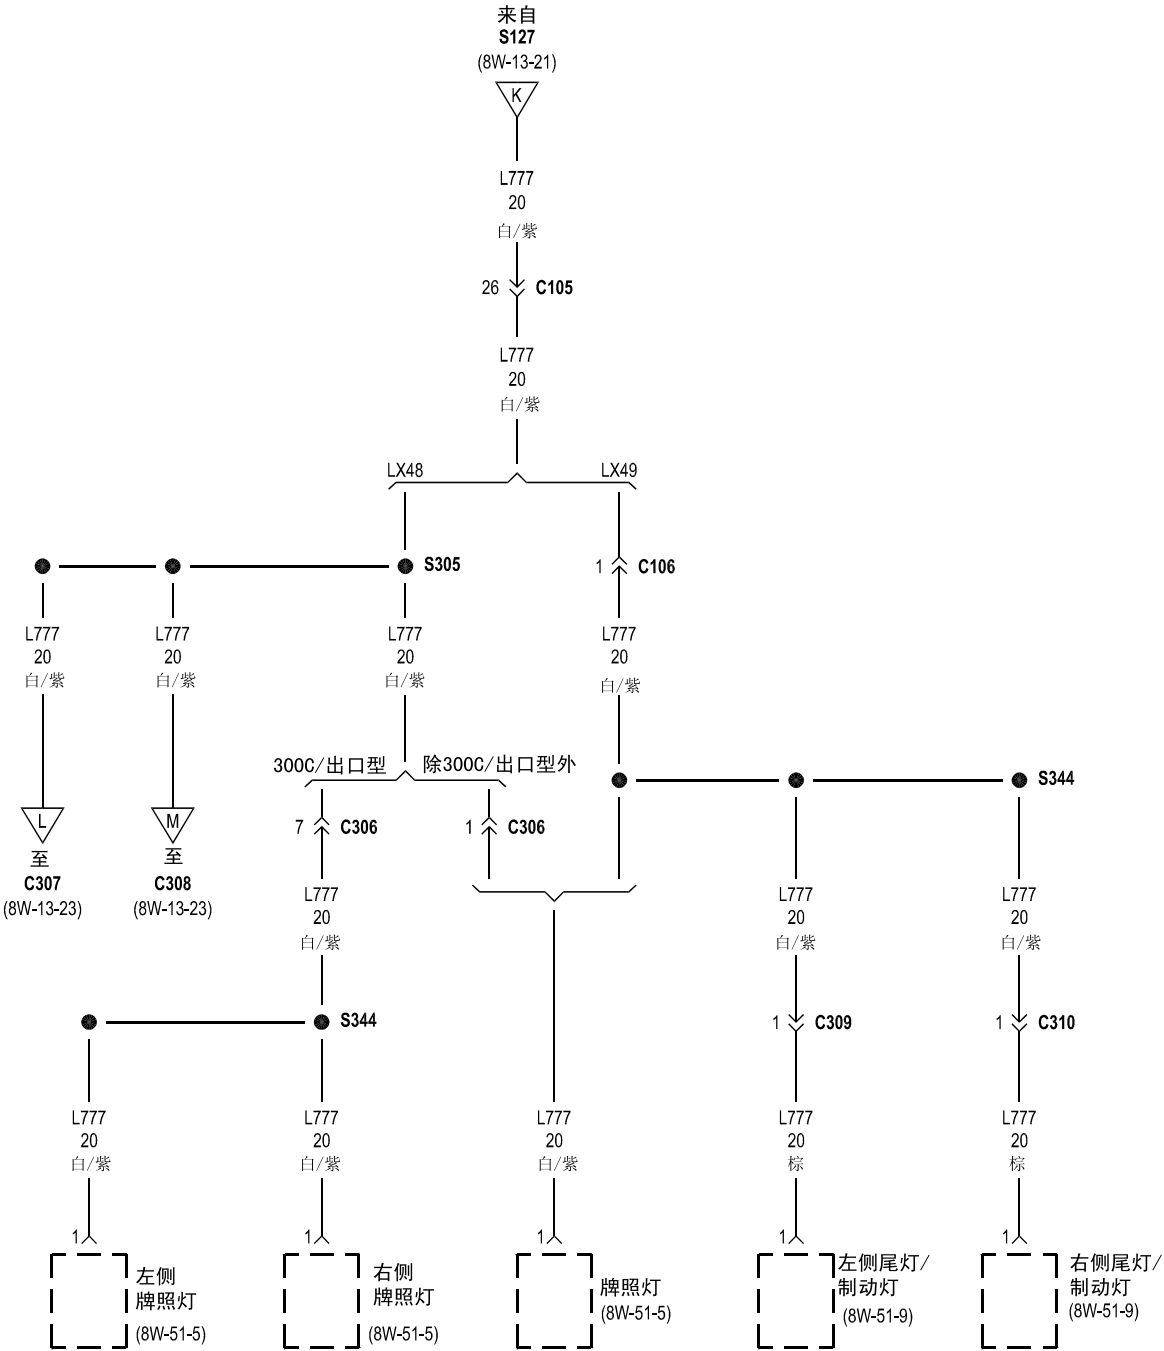 来自
S127
(8W-13-21)
K
L777
20
白/紫
26
C105
L777
20
白/紫
LX48
LX49
S305
1
C106
L777
20
白/紫
L777
20
白/紫
L777
20
白/紫
L777
20
白/紫
300C/出口型
除300C/出口型外
S344
L
至
C307
(8W-13-23)
M
至
C308
(8W-13-23)
7
C306
1
C306
L777
20
白/紫
L777
20
白/紫
L777
20
白/紫
S344
1
C309
1
C310
L777
20
白/紫
L777
20
白/紫
L777
20
白/紫
L777
20
棕
L777
20
棕
1
左侧
牌照灯
(8W-51-5)
1
右侧
牌照灯
(8W-51-5)
1
牌照灯
(8W-51-5)
1
左侧尾灯/
制动灯
(8W-51-9)
1
右侧尾灯/
制动灯
(8W-51-9)